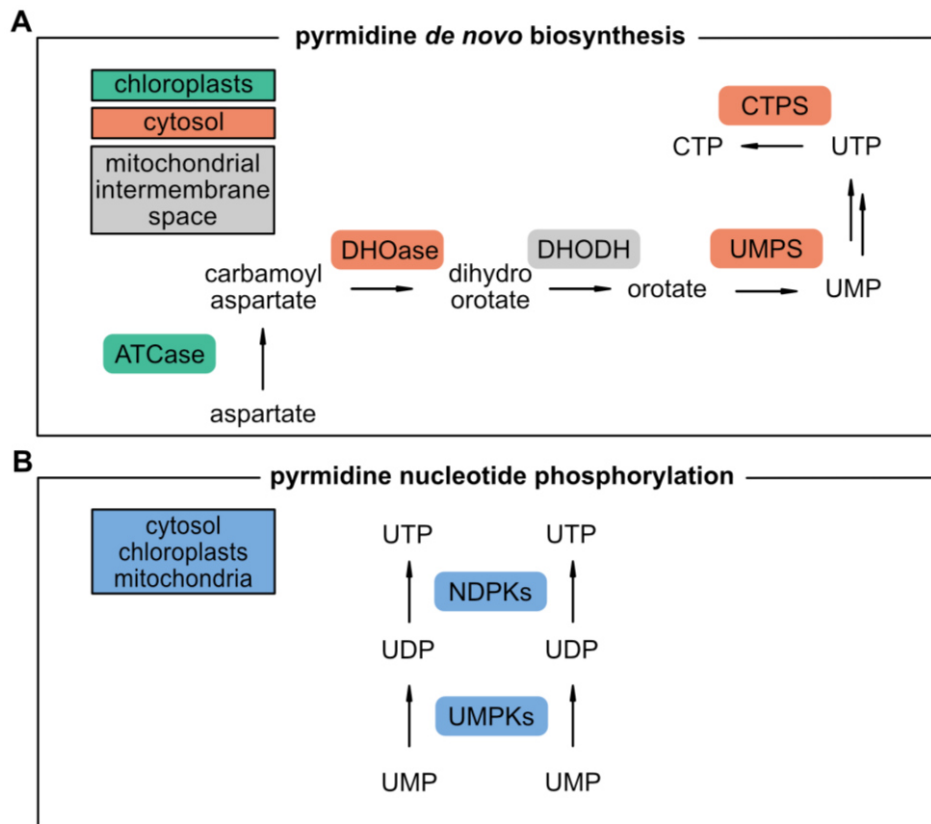 A
pyrmidine de novo biosynthesis
chloroplasts
cytosol
mitochondrial
intermembrane
space
CTPS
CTP
UTP
DHOase
DHODH
UMPS
carbamoyl
aspartate
dihydro
orotate
orotate
UMP
ATCase
aspartate
B
pyrmidine nucleotide phosphorylation
cytosol
chloroplasts
mitochondria
UTP
UTP
NDPKs
UDP
UDP
UMPKs
UMP
UMP